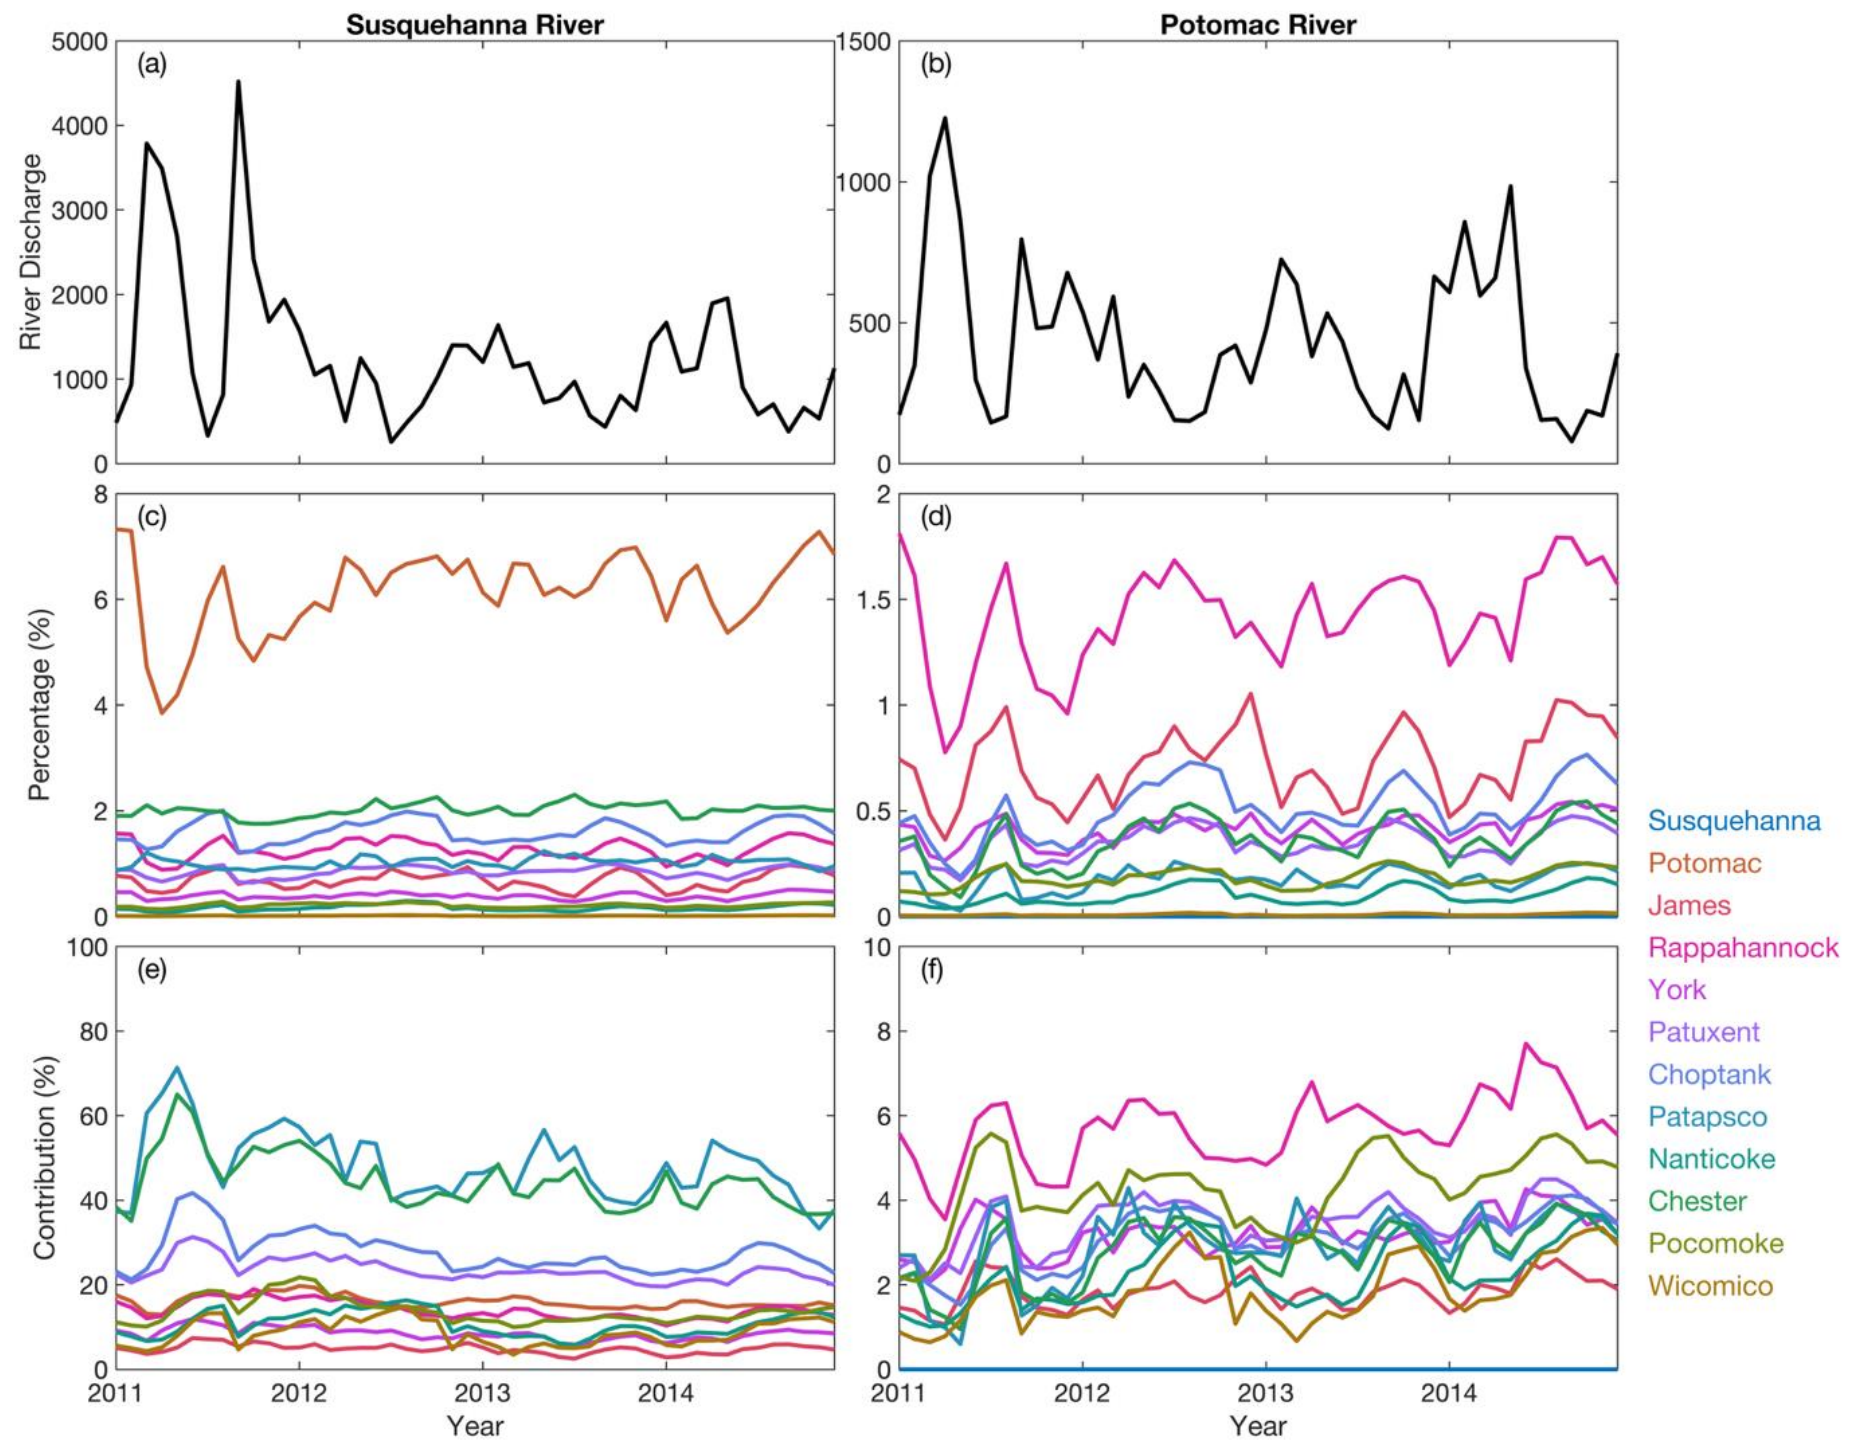 Susquehanna River
Potomac River
(a)
5000
4000
3000
2000
1000
0
River Discharge
(b)
1500
1000
500
0
(c)
8
6
4
2
0
Percentage (%)
(d)
2
1.5
1
0.5
0
(e)
100
80
60
40
20
0
Contribution (%)
2011
2012
2013
2014
Year
(f)
10
8
6
4
2
0
2011
2012
2013
2014
Year
Susquehanna
Potomac
James
Rappahannock
York
Patuxent
Choptank
Patapsco
Nanticoke
Chester
Pocomoke
Wicomico